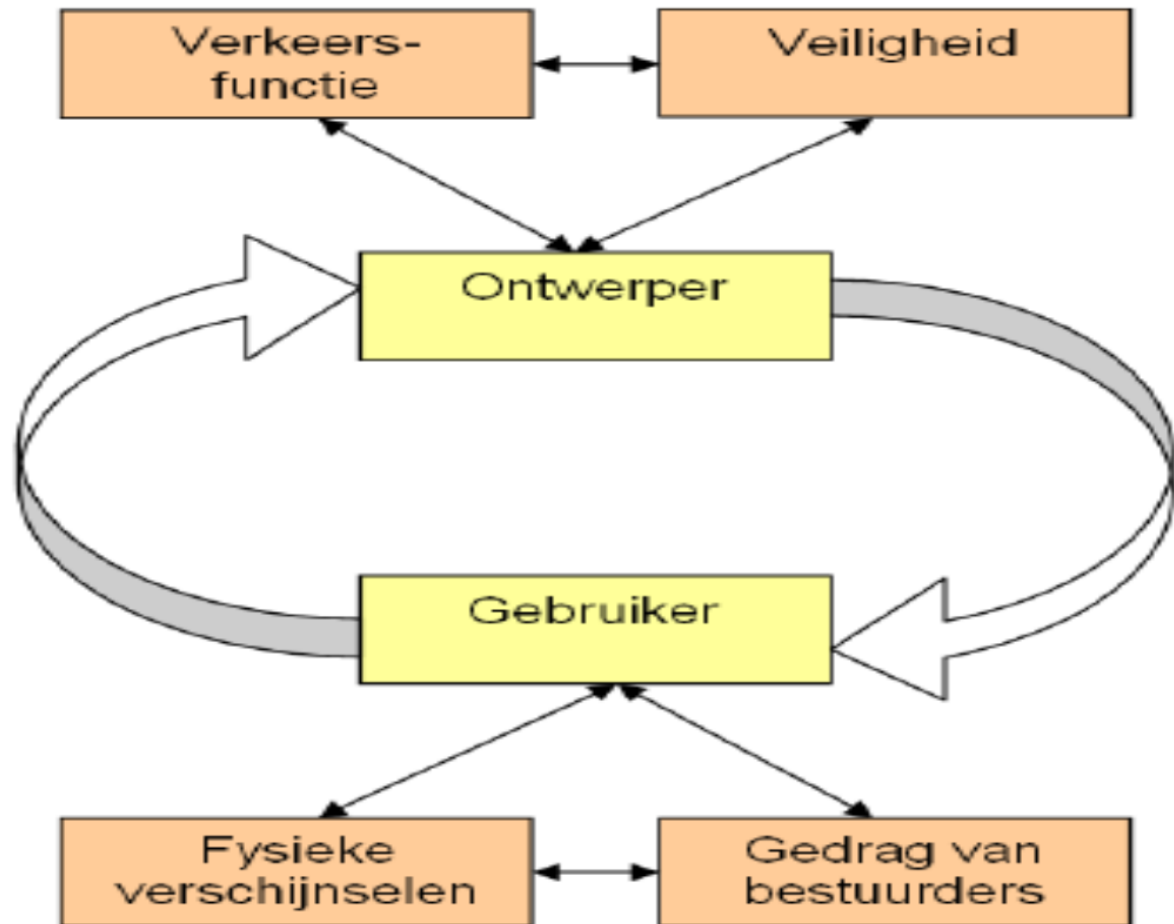 Verkeers-
functie
Veiligheid
Ontwerper
Gebruiker
Fysieke
verschijnselen
Gedrag van
bestuurders